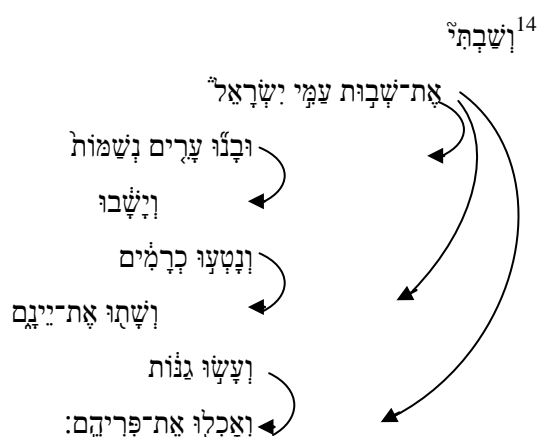 14וְשַׁבְתִּי֮
אֶת־שְׁב֣וּת עַמִּ֣י יִשְׂרָאֵל֒
וּבָנ֞וּ עָרִ֤ים נְשַׁמּוֹת֙
וְיָשָׁ֔בוּ
וְנָטְע֣וּ כְרָמִ֔ים
וְשָׁת֖וּ אֶת־יֵינָ֑ם
וְעָשׂ֣וּ גַנּ֔וֹת
וְאָכְל֖וּ אֶת־פְּרִיהֶֽם׃